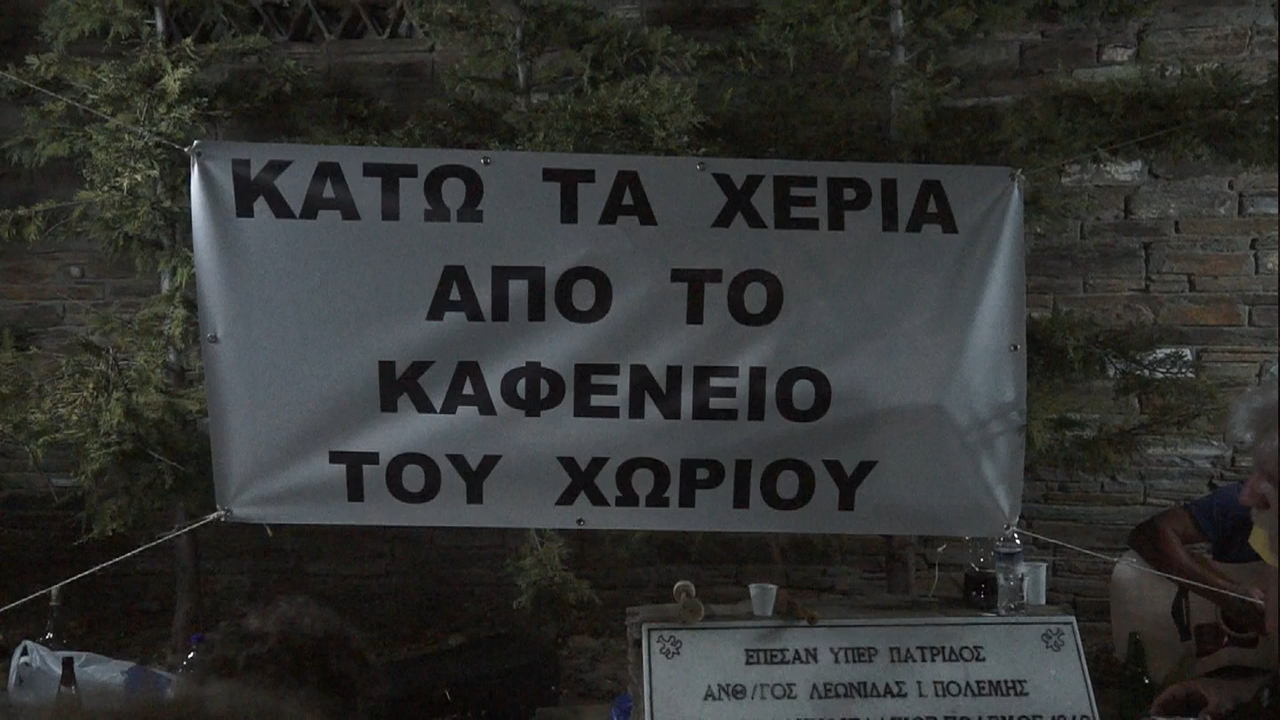 ΚΑΤΩ ΤΑ ΧΕΡΙΑ
ΑΠΟ ΤΟ
ΚΑΦΕΝΕΙΟ
ΤΟΥ ΧΩΡΙΟΥ
ΕΠΕΣΑΝ ΥΠΕΡ ΠΑΤΡΙΔΟΣ
ΑΝΘ/ΓΟΣ ΛΕΩΝΙΔΑΣ Ι. ΠΟΛΕΜΗΣ